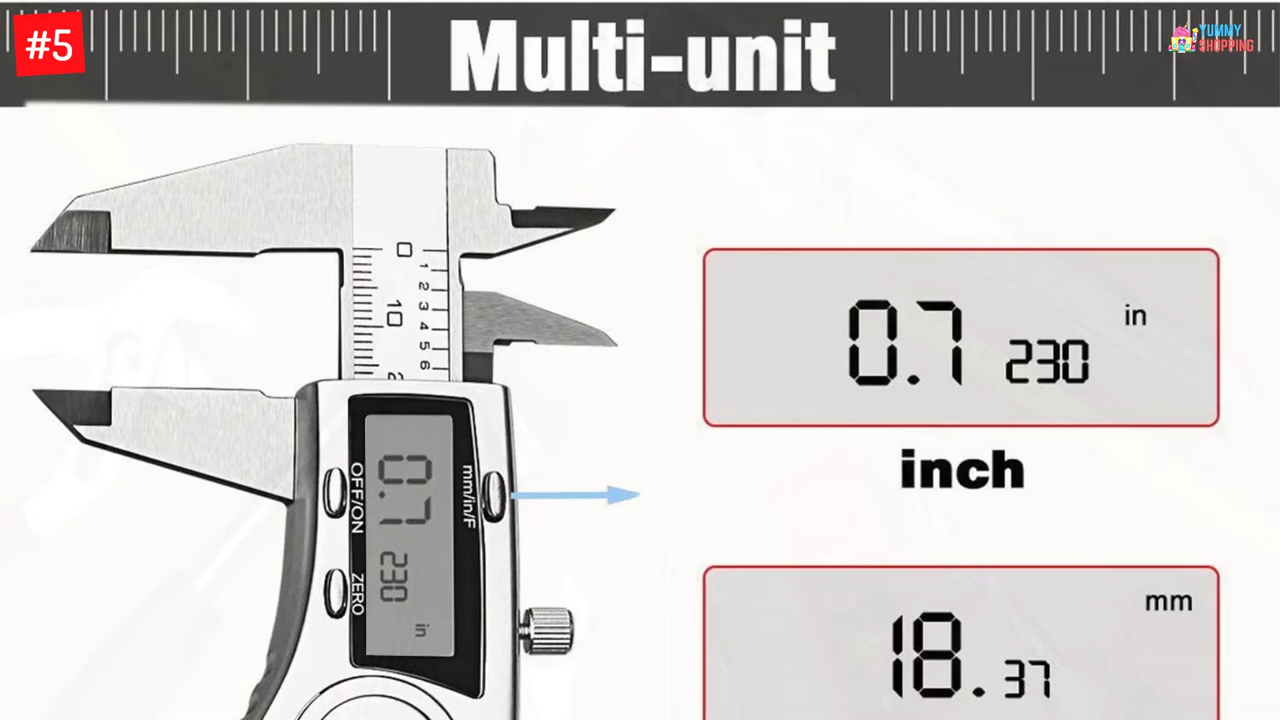 #5
Multi-unit
YUMMY
SHOPPING
0
1
2
3
10
4
5
6
2
OFF/ON
mm/in/F
0.7
230
ZERO
in
0.7 230 in
inch
mm
18.37